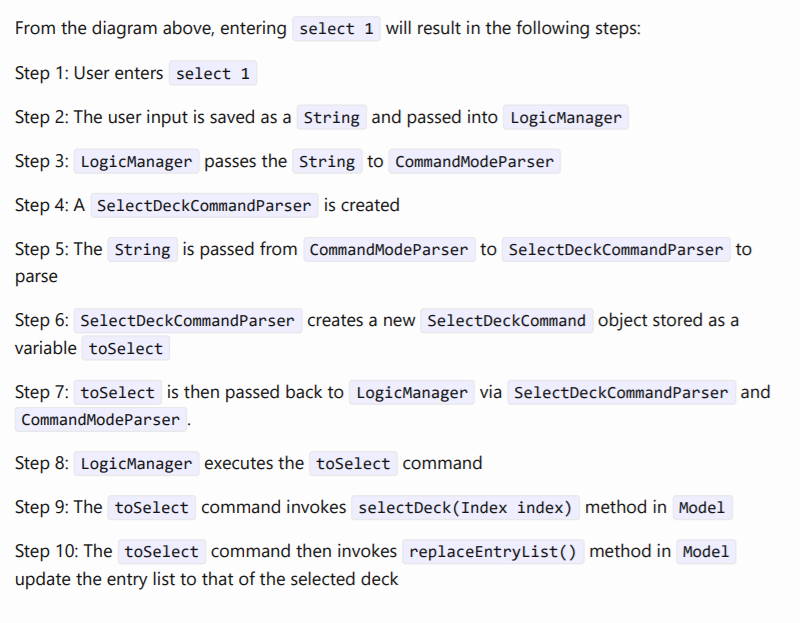 From the diagram above, entering select 1 will result in the following steps:
Step 1: User enters select 1
Step 2: The user input is saved as a String and passed into LogicManager
Step 3: LogicManager passes the String to CommandModeParser
Step 4: A SelectDeckCommandParser is created
Step 5: The String is passed from CommandModeParser to SelectDeckCommandParser to
parse
Step 6: SelectDeckCommandParser creates a new SelectDeckCommand object stored as a
variable toSelect
Step 7: toSelect is then passed back to LogicManager via SelectDeckCommandParser and
CommandModeParser.
Step 8: LogicManager executes the toSelect command
Step 9: The toSelect command invokes selectDeck(Index index) method in Model
Step 10: The toSelect command then invokes replaceEntryList() method in Model
update the entry list to that of the selected deck